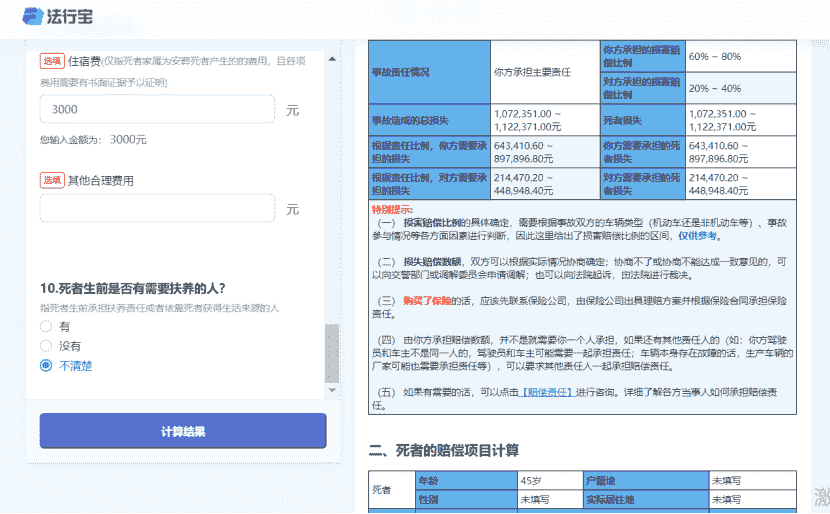 法行宝
选填 住宿费(仅指死者家属为安葬死者产生的的费用，且各项
费用需要有书面证据予以证明)
3000 元
您输入金额为： 3000元
选填 其他合理费用
元
10.死者生前是否有需要扶养的人？
指死者生前承担扶养责任或者依靠死者获得生活来源的人
有
没有
不清楚
计算结果
事故责任情况 你方承担主要责任 你方承担的损害赔
偿比例 60% ~ 80%
对方承担的损害赔
偿比例 20% ~ 40%
事故造成的总损失 1,072,351.00 ~
1,122,371.00元 死者损失 1,072,351.00 ~
1,122,371.00元
根据责任比例，你方需要承
担的损失 643,410.60 ~
897,896.80元 你方需要承担的死
者损失 643,410.60 ~
897,896.80元
根据责任比例，对方需要承
担的损失 214,470.20 ~
448,948.40元 对方需要承担的死
者损失 214,470.20 ~
448,948.40元
特别提示:
（一） 损害赔偿比例的具体确定，需要根据事故双方的车辆类型（机动车还是非机动车等）、事故
参与情况等各方面因素进行判断，因此这里给出了损害赔偿比例的区间，仅供参考。
（二） 损失赔偿数额，双方可以根据实际情况协商确定；协商不了或协商不能达成一致意见的，可
以向交警部门或调解委员会申请调解；也可以向法院起诉，由法院进行裁决。
（三） 购买了保险的话，应该先联系保险公司，由保险公司出具理赔方案并根据保险合同承担保险
责任。
（四） 由你方承担赔偿数额，并不是就需要你一个人承担，如果还有其他责任人的（如：你方驾驶
员和车主不是同一人的，驾驶员和车主可能需要一起承担责任；车辆本身存在故障的话，生产车辆的
厂家可能也需要承担责任等），可以要求其他责任人一起承担赔偿责任。
（五） 如果有需要的话，可以点击【赔偿责任】进行咨询。详细了解各方当事人如何承担赔偿责
任。
二、死者的赔偿项目计算
死者 年龄 45岁 户籍地 未填写
性别 未填写 实际居住地 未填写
激